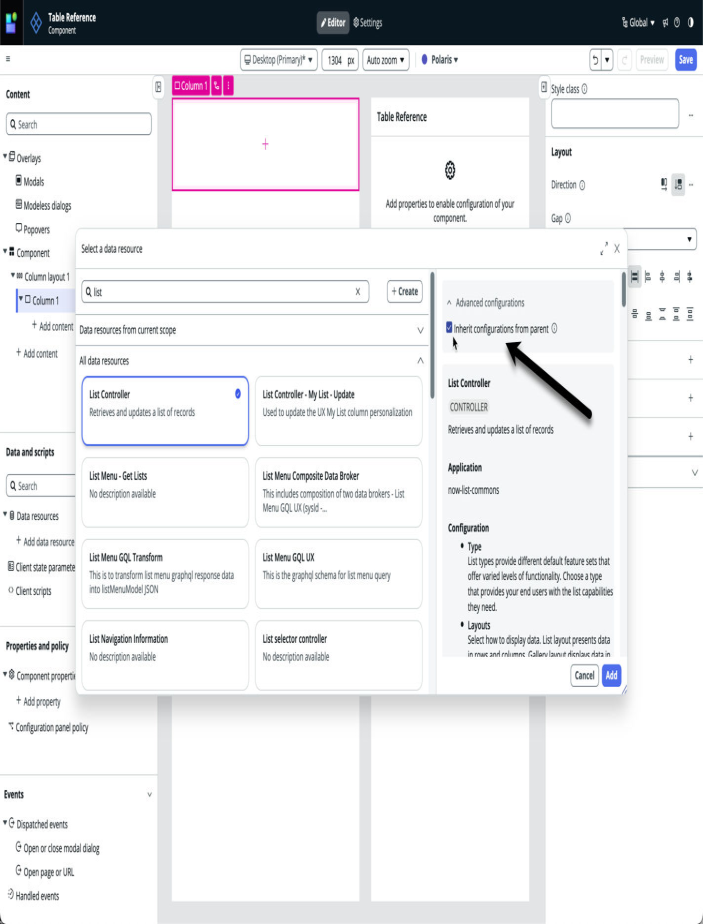 Table Reference
Component
Editor
Settings
Global
Desktop (Primary)*
1304 px
Auto zoom
Polaris
Preview
Save
Content
Search
Overlays
Modals
Modeless dialogs
Popovers
Component
Column layout 1
Column 1
+ Add content
+ Add content
Data and scripts
Search
Data resources
+ Add data resource
Client state paramete
Client scripts
Properties and policy
Component properti
+ Add property
Configuration panel policy
Events
Dispatched events
Open or close modal dialog
Open page or URL
Handled events
Column 1
Table Reference
Add properties to enable configuration of your
component.
Style class
Layout
Direction
Gap
Select a data resource
list
+ Create
Data resources from current scope
All data resources
List Controller
Retrieves and updates a list of records
List Controller - My List - Update
Used to update the UX My List column personalization
List Menu - Get Lists
No description available
List Menu Composite Data Broker
This includes composition of two data brokers - List
Menu GQL UX (sysid -...
List Menu GQL Transform
This is to transform list menu graphql response data
into listMenuModel JSON
List Menu GQL UX
This is the graphql schema for list menu query
List Navigation Information
No description available
List selector controller
No description available
Advanced configurations
Inherit configurations from parent
List Controller
CONTROLLER
Retrieves and updates a list of records
Application
now-list-commons
Configuration
• Type
List types provide different default feature sets that
offer varied levels of functionality. Choose a type
that provides your end users with the list capabilities
they need.
• Layouts
Select how to display data. List layout presents data
in rows and columns. Gallery layout displays data in
Cancel
Add